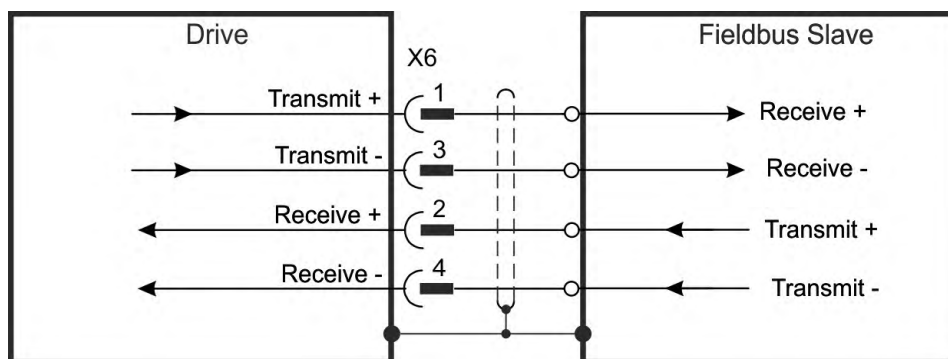 Drive
Fieldbus Slave
X6
Transmit +
1
Receive +
Transmit -
3
Receive -
Receive +
2
Transmit +
Receive -
4
Transmit -